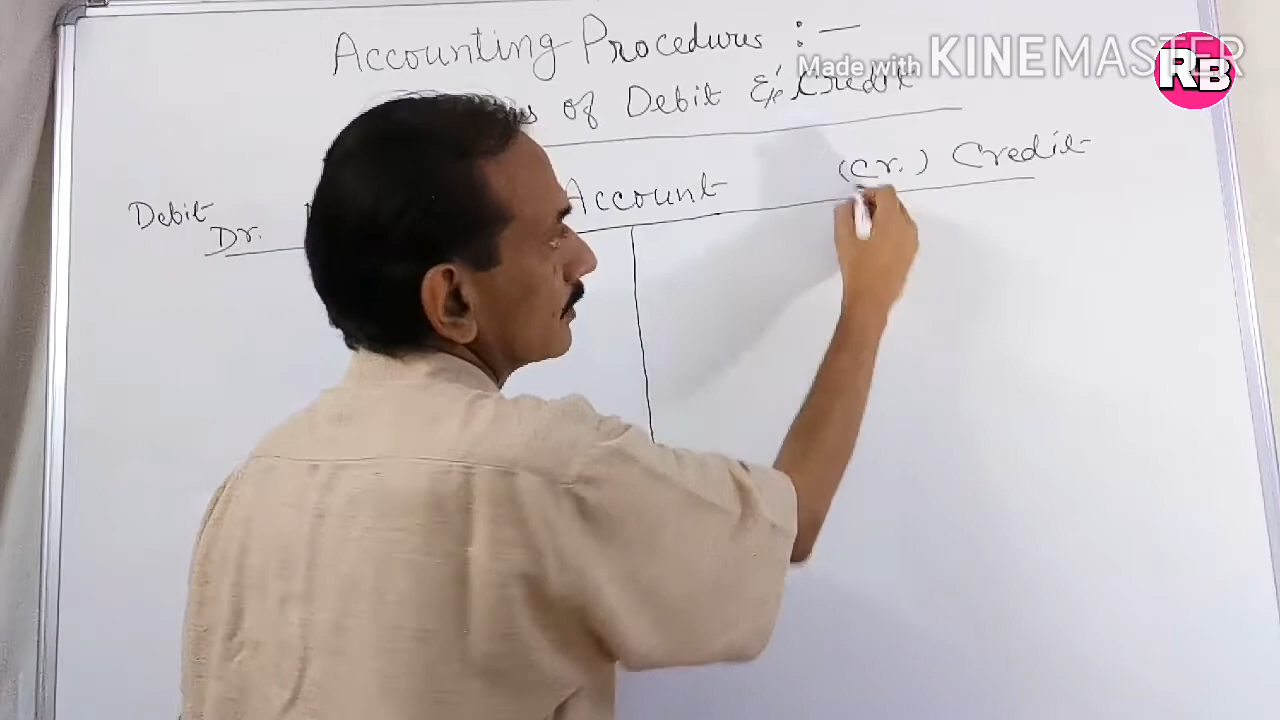 Accounting Procedures :—
of Debit & Credit
(Cr.) Credit
Debit Account
Dr.
Made with KINEMASTER
RB